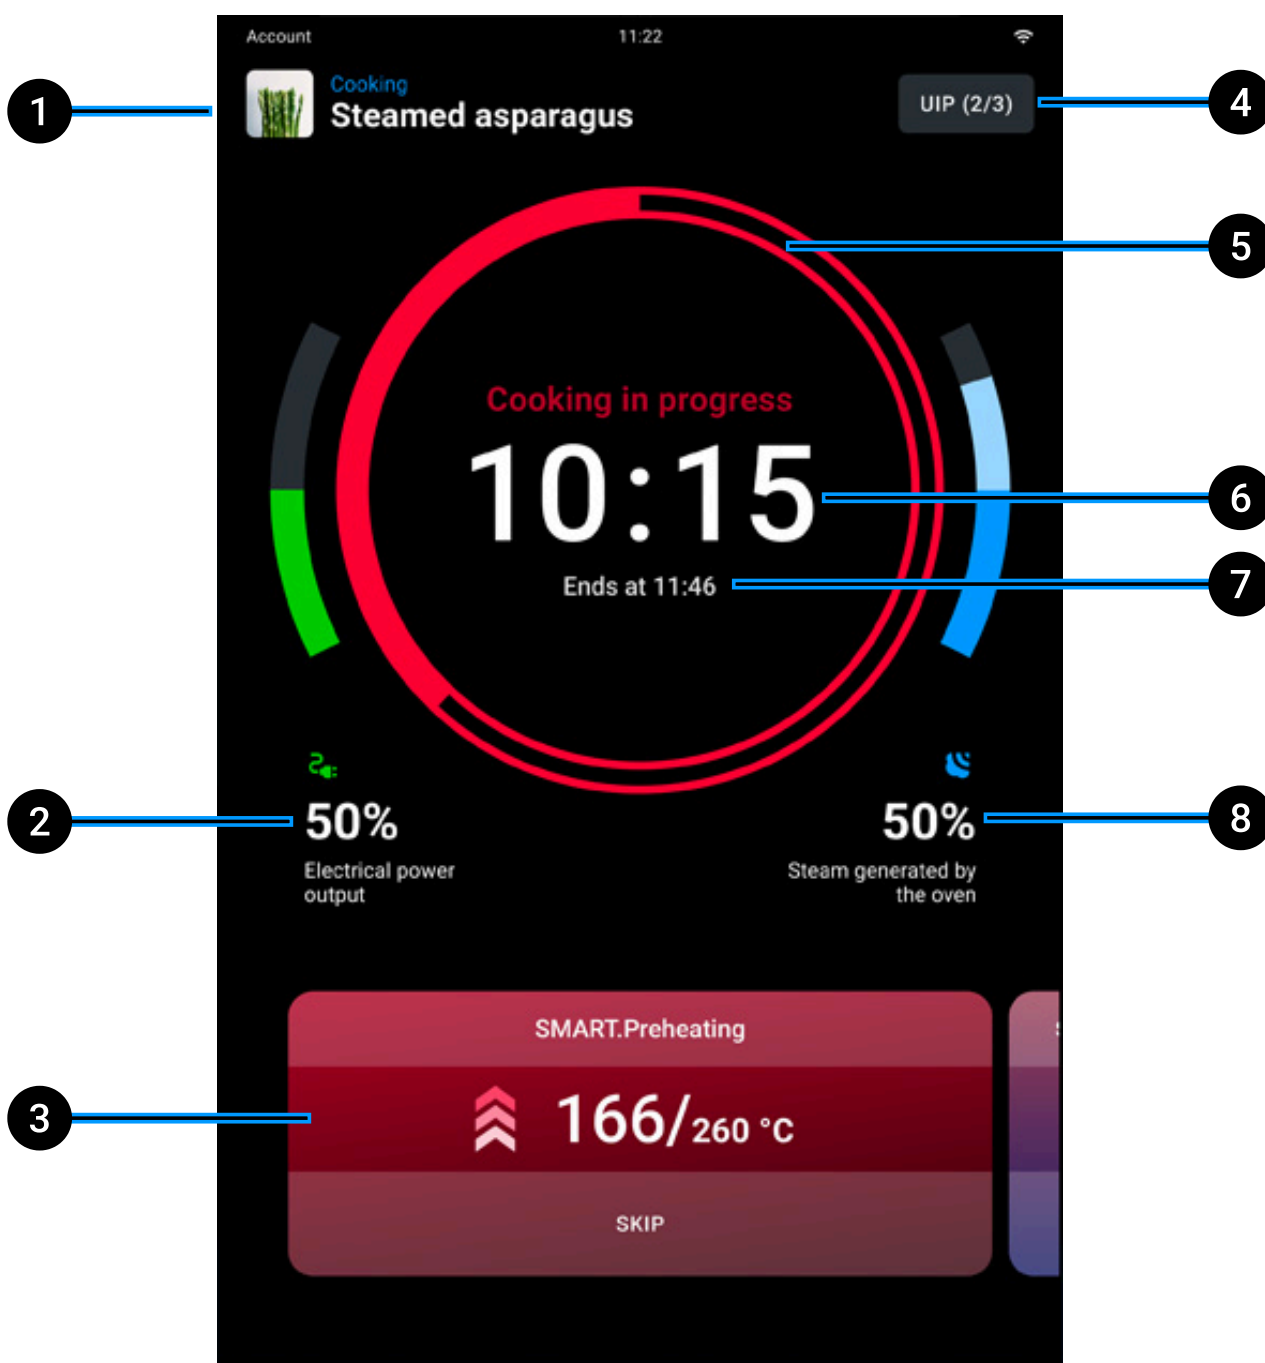 Account
11:22
1
Cooking
Steamed asparagus
UIP (2/3)
4
5
Cooking in progress
10:15
6
Ends at 11:46
7
2
50%
Electrical power
output
50%
8
Steam generated by
the oven
SMART.Preheating
3
166/260 °C
SKIP